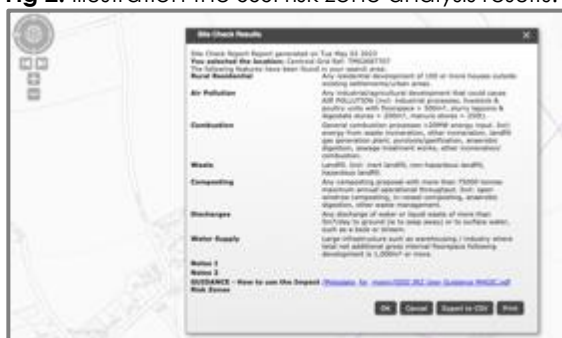 Fig 2: Illustration the SSSI risk zone analysis results.
Site Check Results
Site Check Report Report generated on Tue May 02 2023
You selected the location: Centroid Grid Ref:
The following features have been found in your search area:
Rural Residential
Any residential development of 100 or more houses outside
existing settlements/urban areas.
Air Pollution
Any industrial/agricultural development that could cause
AIR POLLUTION (incl: industrial processes, livestock &
poultry units with floorspace > 500m², slurry lagoons &
digestate stores > 200m², manure stores > 250t).
Combustion
General combustion processes >20MW energy input. Incl:
energy from waste incineration, other incineration, landfill
gas generation plant, pyrolysis/gasification, anaerobic
digestion, sewage treatment works, other incineration/
combustion.
Waste
Landfill. Incl: inert landfill, non-hazardous landfill,
hazardous landfill.
Composting
Any composting proposal with more than 75000 tonnes
maximum annual operational throughput. Incl: open
windrow composting, in-vessel composting, anaerobic
digestion, other waste management.
Discharges
Any discharge of water or liquid waste of more than
5m³/day to ground (ie to seep away) or to surface water,
such as a beck or stream.
Water Supply
Large infrastructure such as warehousing / industry where
total net additional gross internal floorspace following
development is 1,000m² or more.
Notes 1
Notes 2
GUIDANCE - How to use the Impact
Risk Zones
/Metadata_for_magic/SSSI IRZ User Guidance MAGIC.pdf
OK Cancel Export to CSV Print